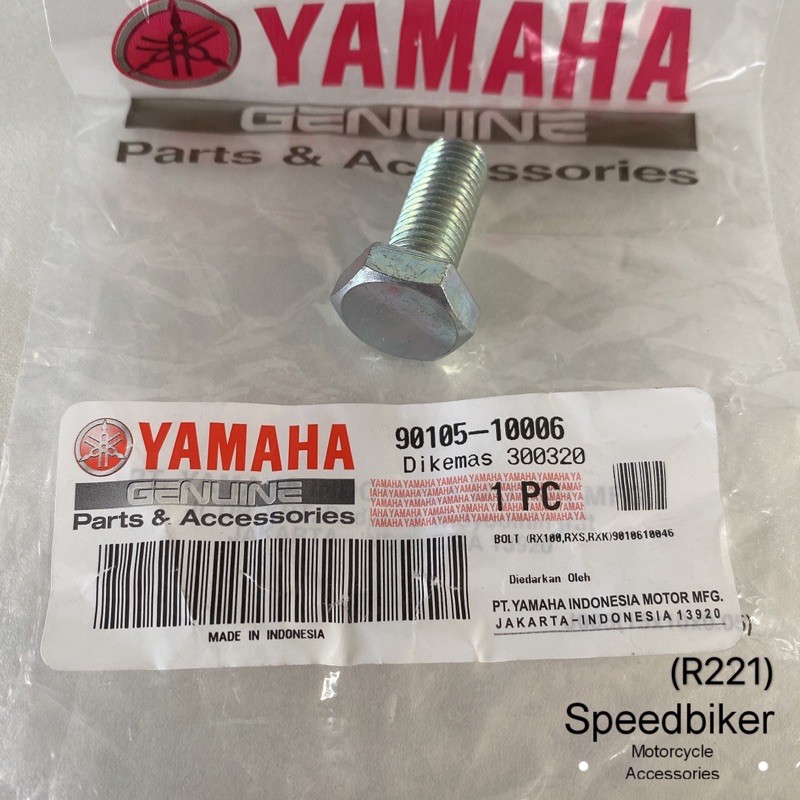 YAMAHA
GENUINE
Parts & Accessories
YAMAHA
GENUINE
Parts & Accessories
MADE IN INDONESIA
90105-10006
Dikemas 300320
1 PC
BOLT (RX100,RXS,RXK)9010610046
Diedarkan Oleh
PT. YAMAHA INDONESIA MOTOR MFG.
JAKARTA-INDONESIA 13920
(R221)
Speedbiker
Motorcycle
Accessories